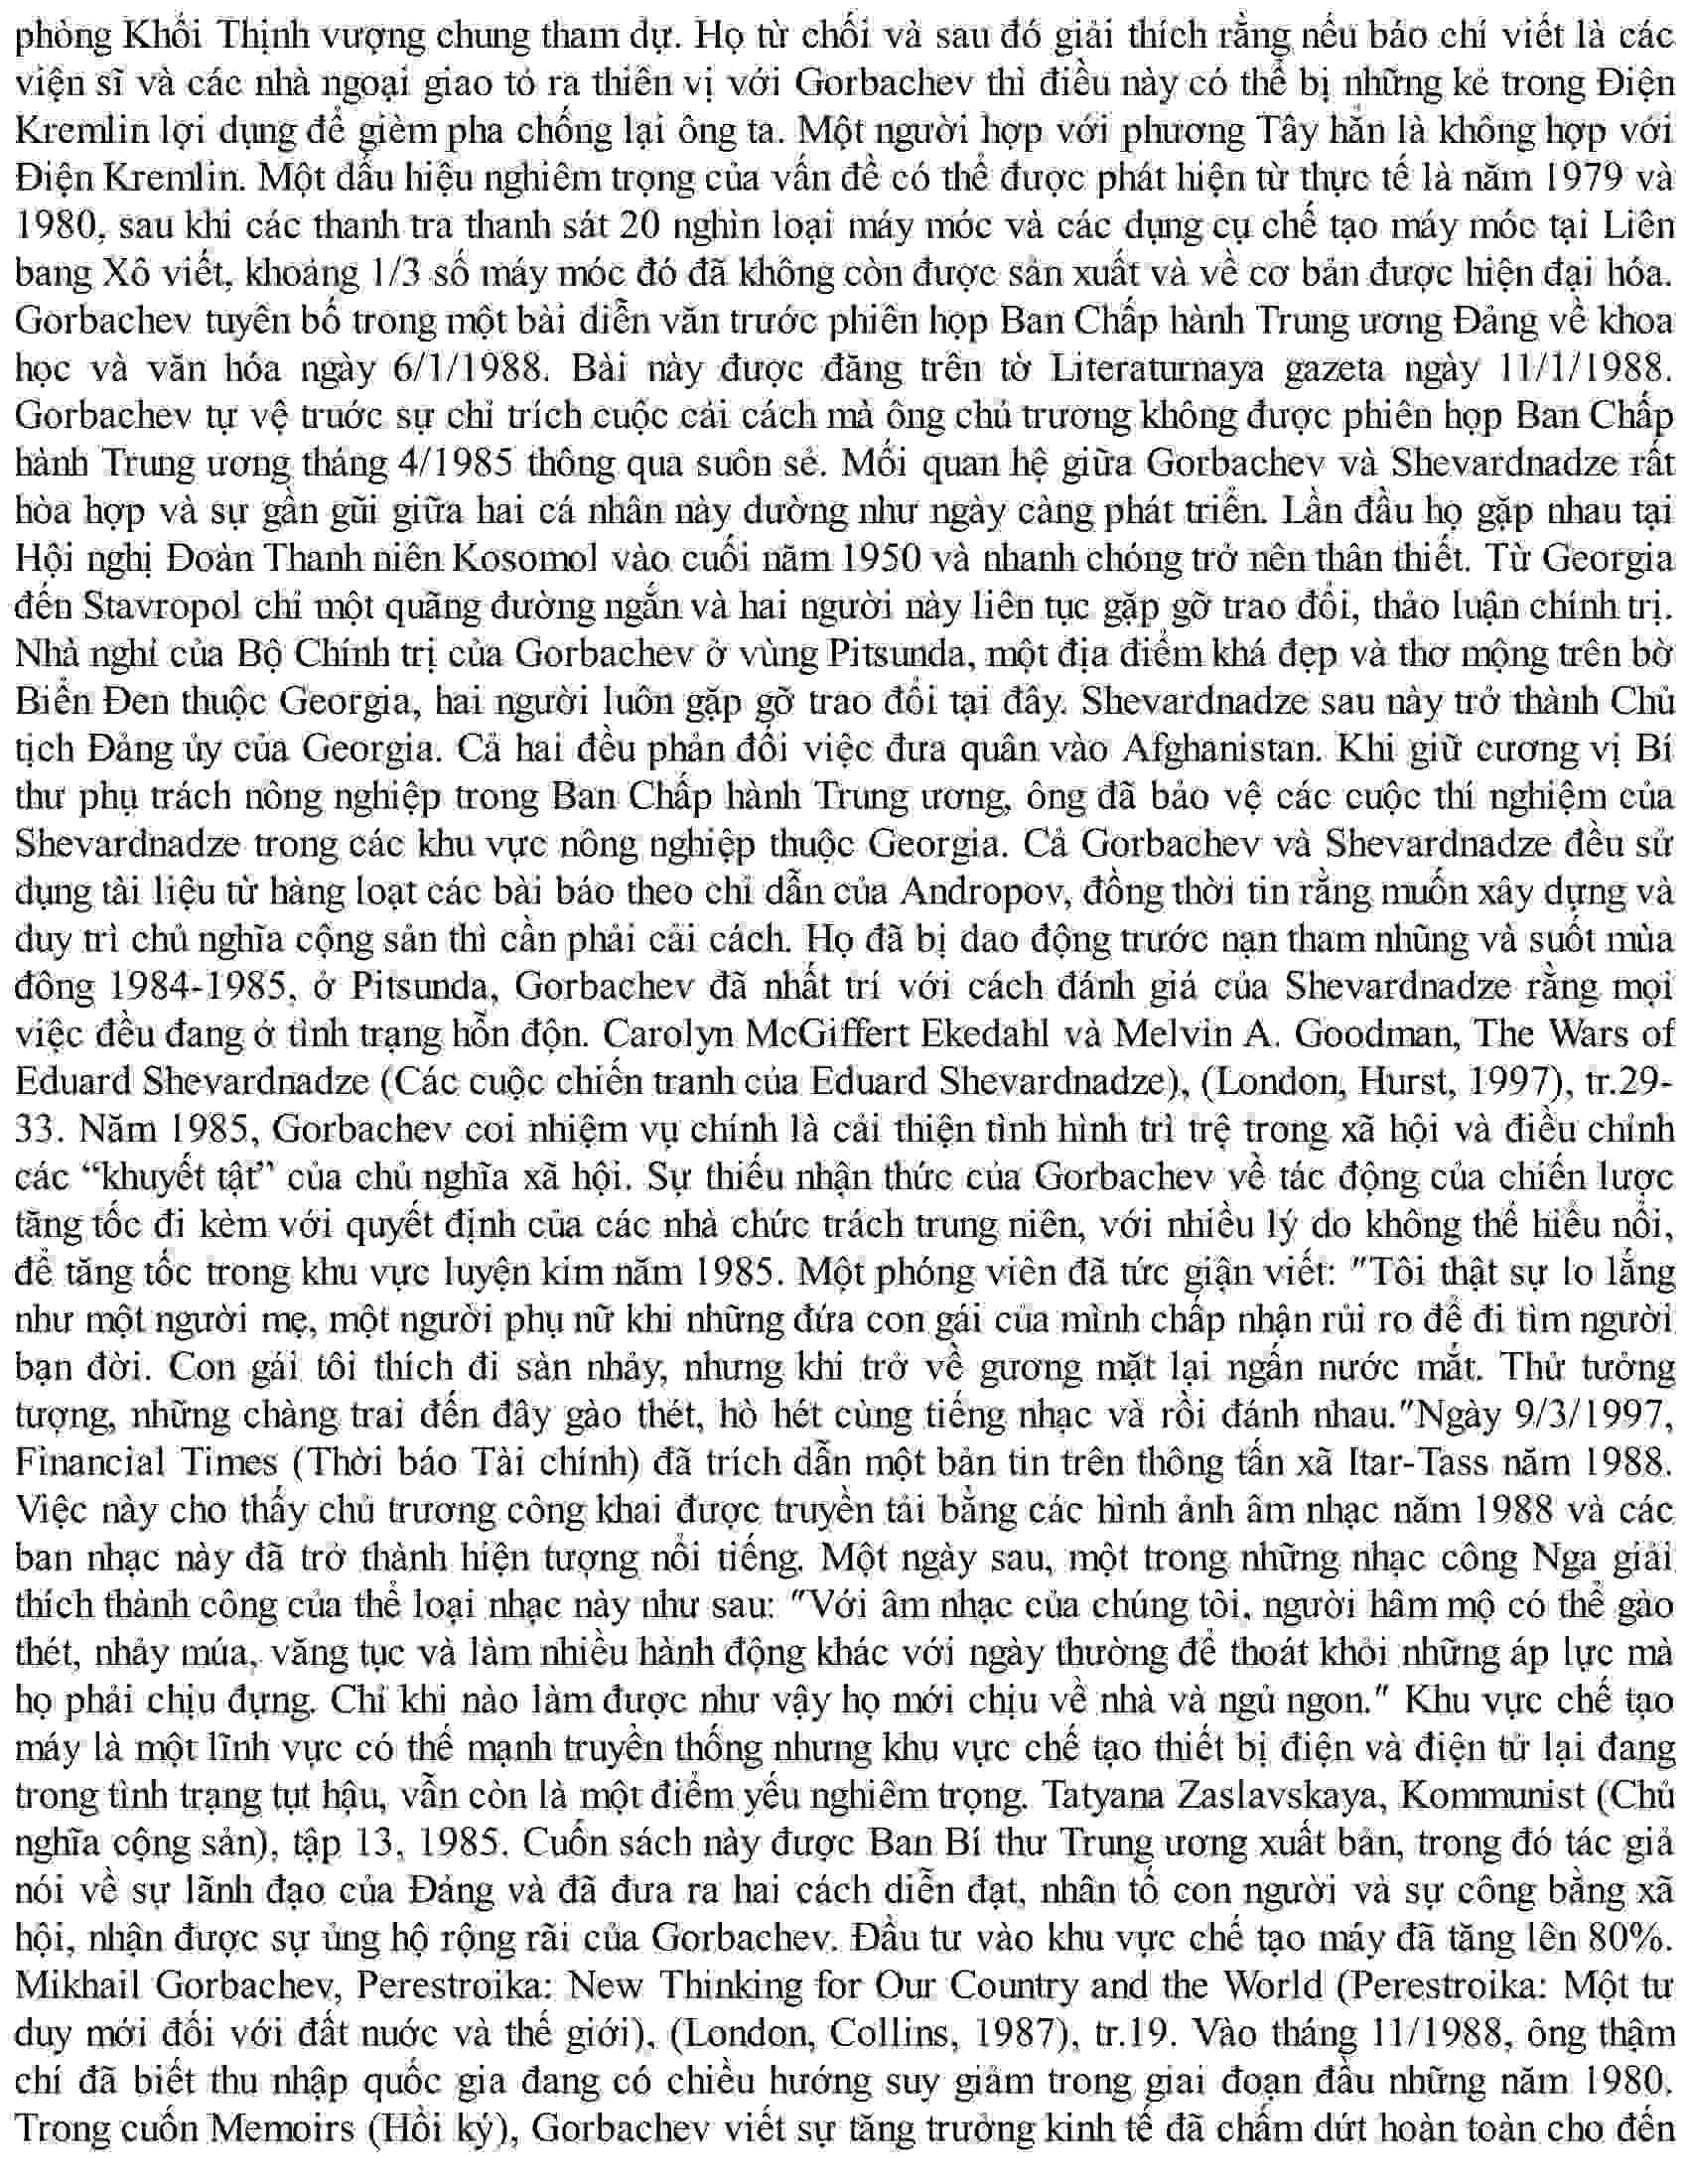 phòng Khối Thịnh vượng chung tham dự. Họ từ chối và sau đó giải thích rằng nếu báo chí viết là các
viện sĩ và các nhà ngoại giao tỏ ra thiên vị với Gorbachev thì điều này có thể bị những kẻ trong Điện
Kremlin lợi dụng để gièm pha chống lại ông ta. Một người hợp với phương Tây hẳn là không hợp với
Điện Kremlin. Một dấu hiệu nghiêm trọng của vấn đề có thể được phát hiện từ thực tế là năm 1979 và
1980, sau khi các thanh tra thanh sát 20 nghìn loại máy móc và các dụng cụ chế tạo máy móc tại Liên
bang Xô viết, khoảng 1/3 số máy móc đó đã không còn được sản xuất và về cơ bản được hiện đại hóa.
Gorbachev tuyên bố trong một bài diễn văn trước phiên họp Ban Chấp hành Trung ương Đảng về khoa
học và văn hóa ngày 6/1/1988. Bài này được đăng trên tờ Literaturnaya gazeta ngày 11/1/1988.
Gorbachev tự vệ trước sự chỉ trích cuộc cải cách mà ông chủ trương không được phiên họp Ban Chấp
hành Trung ương tháng 4/1985 thông qua suôn sẻ. Mối quan hệ giữa Gorbachev và Shevardnadze rất
hòa hợp và sự gần gũi giữa hai cá nhân này dường như ngày càng phát triển. Lần đầu họ gặp nhau tại
Hội nghị Đoàn Thanh niên Kosomol vào cuối năm 1950 và nhanh chóng trở nên thân thiết. Từ Georgia
đến Stavropol chỉ một quãng đường ngắn và hai người này liên tục gặp gỡ trao đổi, thảo luận chính trị.
Nhà nghỉ của Bộ Chính trị của Gorbachev ở vùng Pitsunda, một địa điểm khá đẹp và thơ mộng trên bờ
Biển Đen thuộc Georgia, hai người luôn gặp gỡ trao đổi tại đây. Shevardnadze sau này trở thành Chủ
tịch Đảng ủy của Georgia. Cả hai đều phản đối việc đưa quân vào Afghanistan. Khi giữ cương vị Bí
thư phụ trách nông nghiệp trong Ban Chấp hành Trung ương, ông đã bảo vệ các cuộc thí nghiệm của
Shevardnadze trong các khu vực nông nghiệp thuộc Georgia. Cả Gorbachev và Shevardnadze đều sử
dụng tài liệu từ hàng loạt các bài báo theo chỉ dẫn của Andropov, đồng thời tin rằng muốn xây dựng và
duy trì chủ nghĩa cộng sản thì cần phải cải cách. Họ đã bị dao động trước nạn tham nhũng và suốt mùa
đông 1984-1985, ở Pitsunda, Gorbachev đã nhất trí với cách đánh giá của Shevardnadze rằng mọi
việc đều đang ở tình trạng hỗn độn. Carolyn McGiffert Ekedahl và Melvin A. Goodman, The Wars of
Eduard Shevardnadze (Các cuộc chiến tranh của Eduard Shevardnadze), (London, Hurst, 1997), tr.29-
33. Năm 1985, Gorbachev coi nhiệm vụ chính là cải thiện tình hình trì trệ trong xã hội và điều chỉnh
các “khuyết tật” của chủ nghĩa xã hội. Sự thiếu nhận thức của Gorbachev về tác động của chiến lược
tăng tốc đi kèm với quyết định của các nhà chức trách trung niên, với nhiều lý do không thể hiểu nổi,
để tăng tốc trong khu vực luyện kim năm 1985. Một phóng viên đã tức giận viết: "Tôi thật sự lo lắng
như một người mẹ, một người phụ nữ khi những đứa con gái của mình chấp nhận rủi ro để đi tìm người
bạn đời. Con gái tôi thích đi sàn nhảy, nhưng khi trở về gương mặt lại ngấn nước mắt. Thử tưởng
tượng, những chàng trai đến đây gào thét, hò hét cùng tiếng nhạc và rồi đánh nhau."Ngày 9/3/1997,
Financial Times (Thời báo Tài chính) đã trích dẫn một bản tin trên thông tấn xã Itar-Tass năm 1988.
Việc này cho thấy chủ trương công khai được truyền tải bằng các hình ảnh âm nhạc năm 1988 và các
ban nhạc này đã trở thành hiện tượng nổi tiếng. Một ngày sau, một trong những nhạc công Nga giải
thích thành công của thể loại nhạc này như sau: "Với âm nhạc của chúng tôi, người hâm mộ có thể gào
thét, nhảy múa, văng tục và làm nhiều hành động khác với ngày thường để thoát khỏi những áp lực mà
họ phải chịu đựng. Chỉ khi nào làm được như vậy họ mới chịu về nhà và ngủ ngon." Khu vực chế tạo
máy là một lĩnh vực có thế mạnh truyền thống nhưng khu vực chế tạo thiết bị điện và điện tử lại đang
trong tình trạng tụt hậu, vẫn còn là một điểm yếu nghiêm trọng. Tatyana Zaslavskaya, Kommunist (Chủ
nghĩa cộng sản), tập 13, 1985. Cuốn sách này được Ban Bí thư Trung ương xuất bản, trong đó tác giả
nói về sự lãnh đạo của Đảng và đã đưa ra hai cách diễn đạt, nhân tố con người và sự công bằng xã
hội, nhận được sự ủng hộ rộng rãi của Gorbachev. Đầu tư vào khu vực chế tạo máy đã tăng lên 80%.
Mikhail Gorbachev, Perestroika: New Thinking for Our Country and the World (Perestroika: Một tư
duy mới đối với đất nước và thế giới), (London, Collins, 1987), tr.19. Vào tháng 11/1988, ông thậm
chí đã biết thu nhập quốc gia đang có chiều hướng suy giảm trong giai đoạn đầu những năm 1980.
Trong cuốn Memoirs (Hồi ký), Gorbachev viết sự tăng trưởng kinh tế đã chấm dứt hoàn toàn cho đến